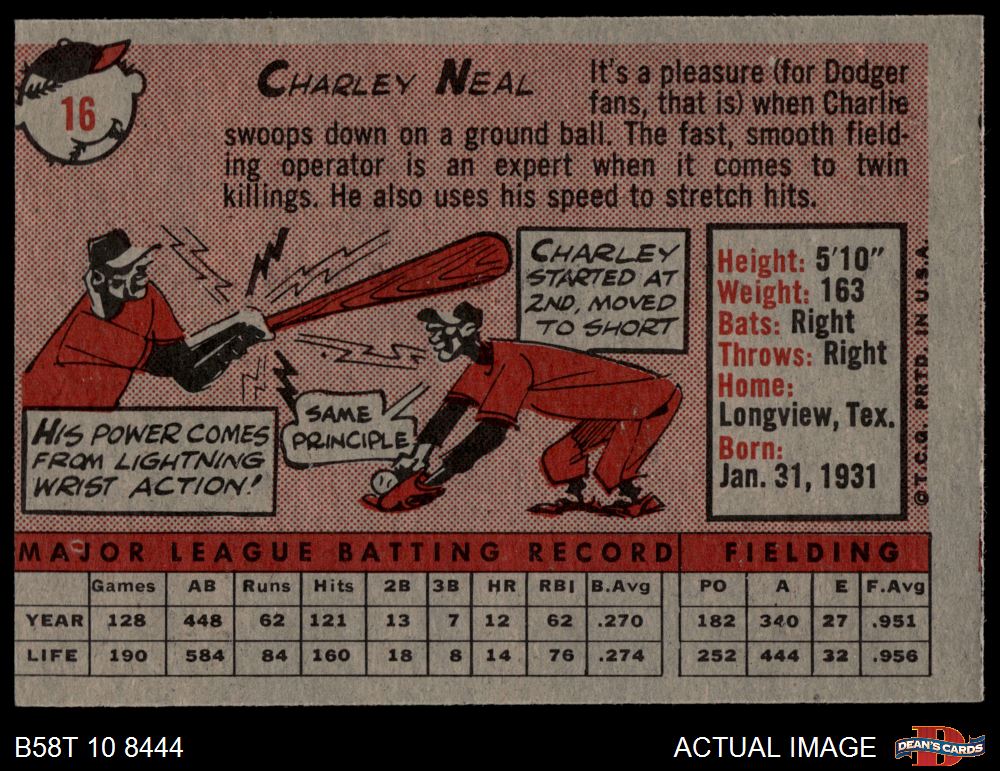 16
CHARLEY NEAL
It's a pleasure (for Dodger
fans, that is) when Charlie
swoops down on a ground ball. The fast, smooth field-
ing operator is an expert when it comes to twin
killings. He also uses his speed to stretch hits.
CHARLEY
STARTED AT
2ND, MOVED
TO SHORT
HIS POWER COMES
FROM LIGHTNING
WRIST ACTION!
SAME
PRINCIPLE
Height: 5'10"
Weight: 163
Bats: Right
Throws: Right
Home:
Longview, Tex.
Born:
Jan. 31, 1931
© T.C.G. PRTD. IN U.S.A.
MAJOR LEAGUE BATTING RECORD FIELDING
Games AB Runs Hits 2B 3B HR RBI B.Avg PO A E F.Avg
YEAR 128 448 62 121 13 7 12 62 .270 182 340 27 .951
LIFE 190 584 84 160 18 8 14 76 .274 252 444 32 .956
B58T 10 8444
ACTUAL IMAGE
DEAN'S CARDS